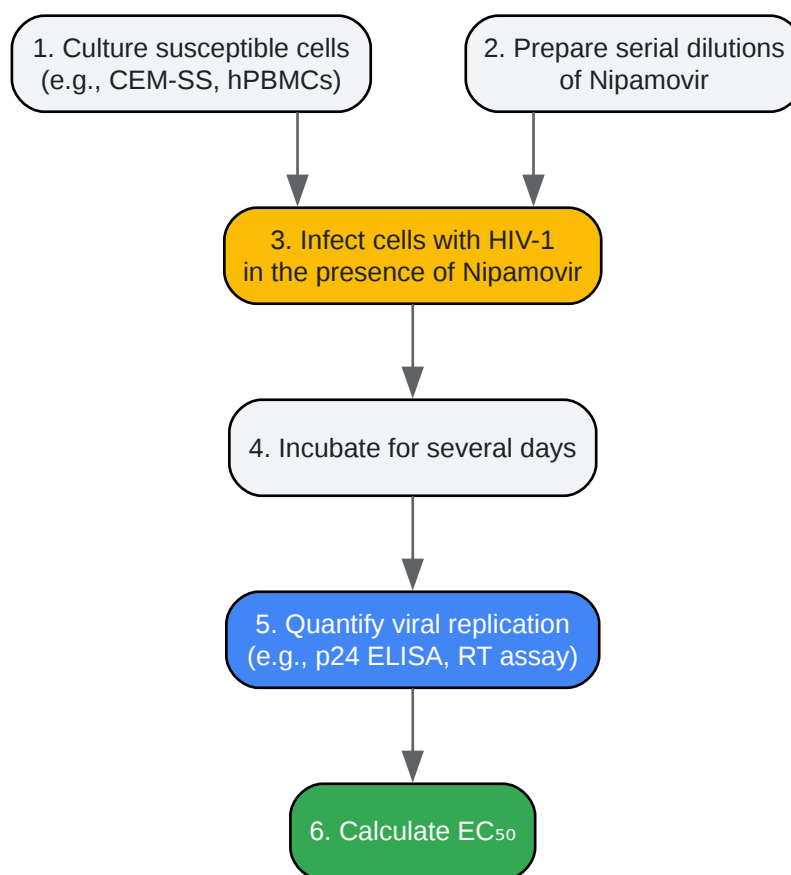 1. Culture susceptible cells
(e.g., CEM-SS, hPBMCs)
2. Prepare serial dilutions
of Nipamovir
3. Infect cells with HIV-1
in the presence of Nipamovir
4. Incubate for several days
5. Quantify viral replication
(e.g., p24 ELISA, RT assay)
6. Calculate EC₅₀